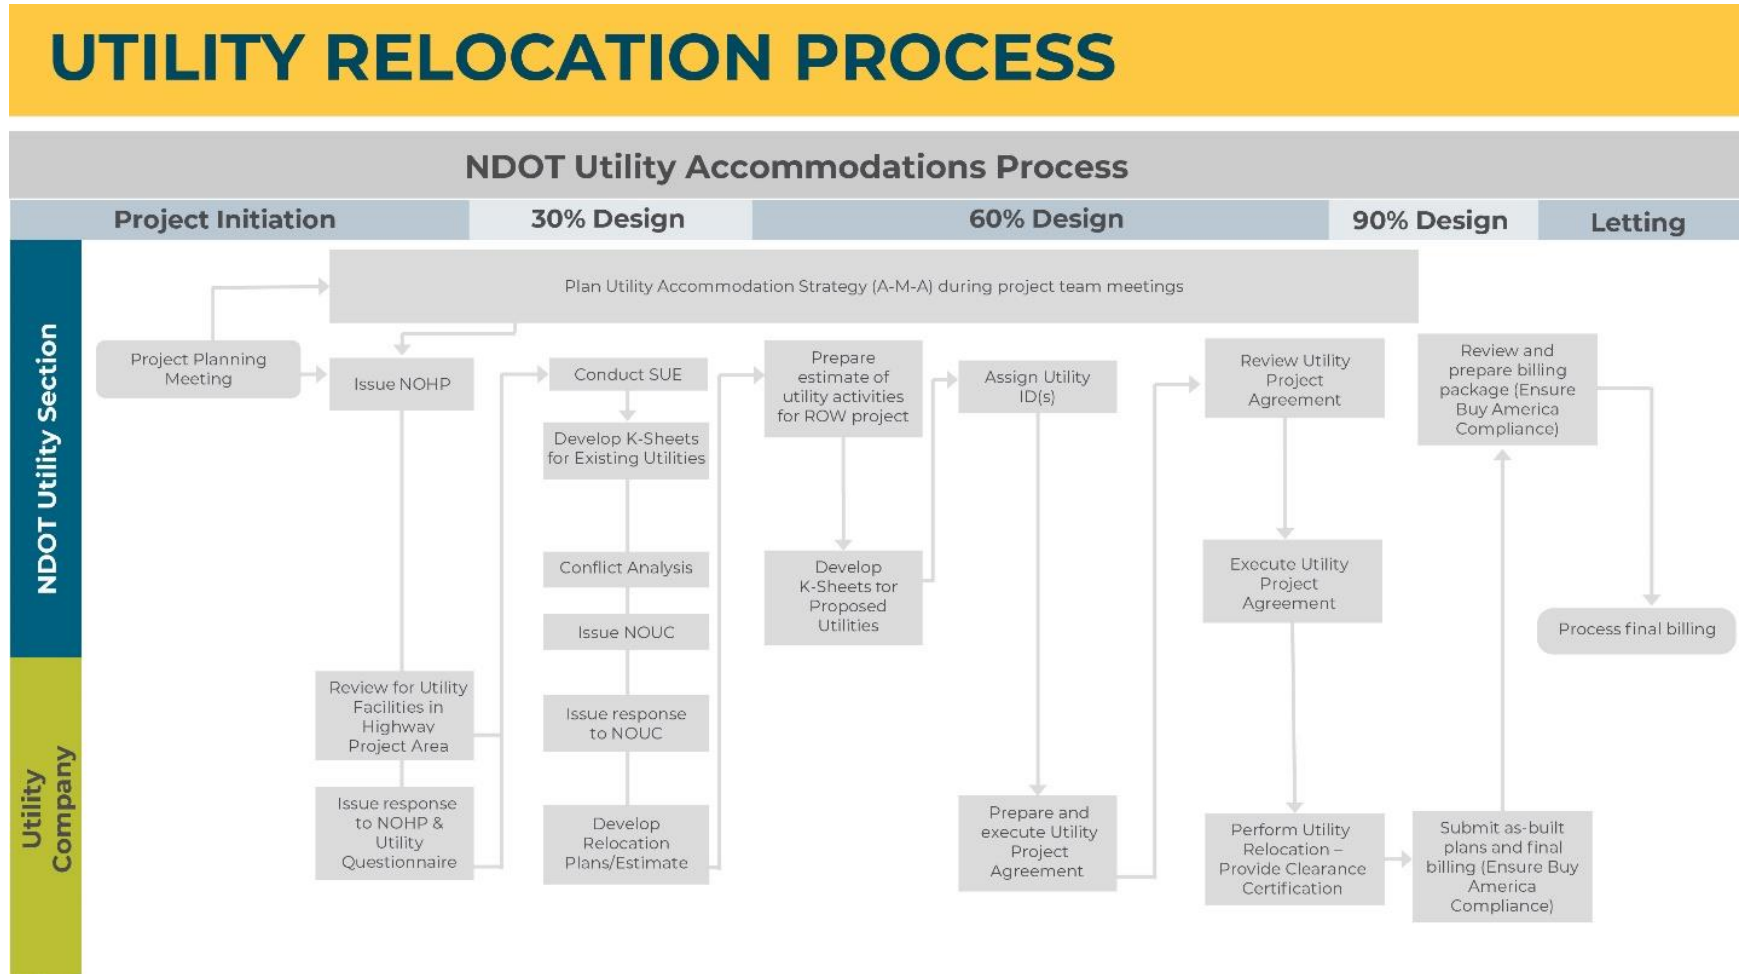 UTILITY RELOCATION PROCESS
NDOT Utility Accommodations Process
Project Initiation
30% Design
60% Design
90% Design
Letting
NDOT Utility Section
Plan Utility Accommodation Strategy (A-M-A) during project team meetings
Project Planning
Meeting
Issue NOHP
Conduct SUE
Develop K-Sheets
for Existing Utilities
Conflict Analysis
Issue NOUC
Prepare
estimate of
utility activities
for ROW project
Develop
K-Sheets for
Proposed
Utilities
Assign Utility
ID(s)
Review Utility
Project
Agreement
Execute Utility
Project
Agreement
Review and
prepare billing
package (Ensure
Buy America
Compliance)
Process final billing
Utility
Company
Review for Utility
Facilities in
Highway
Project Area
Issue response
to NOHP &
Utility
Questionnaire
Issue response
to NOUC
Develop
Relocation
Plans/Estimate
Prepare and
execute Utility
Project
Agreement
Perform Utility
Relocation –
Provide Clearance
Certification
Submit as-built
plans and final
billing (Ensure Buy
America
Compliance)